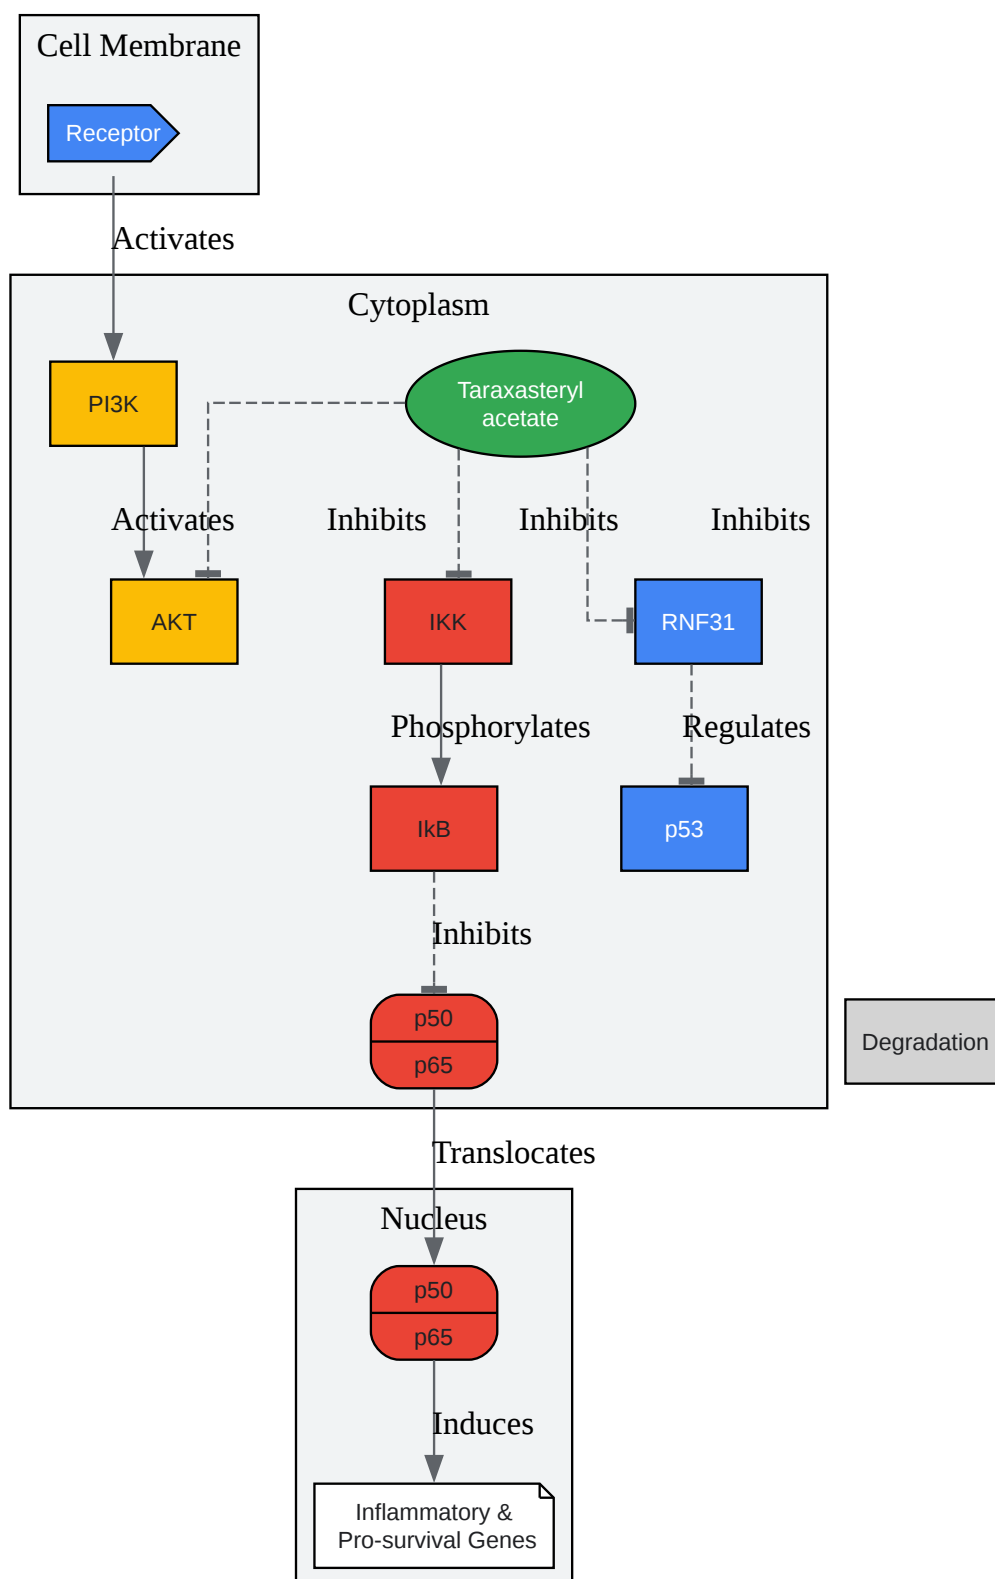 Cell Membrane
Receptor
Activates
Cytoplasm
PI3K
Taraxasteryl
acetate
Activates
Inhibits
Inhibits
Inhibits
AKT
IKK
RNF31
Phosphorylates
Regulates
IkB
p53
Inhibits
p50
p65
Degradation
Translocates
Nucleus
p50
p65
Induces
Inflammatory &
Pro-survival Genes